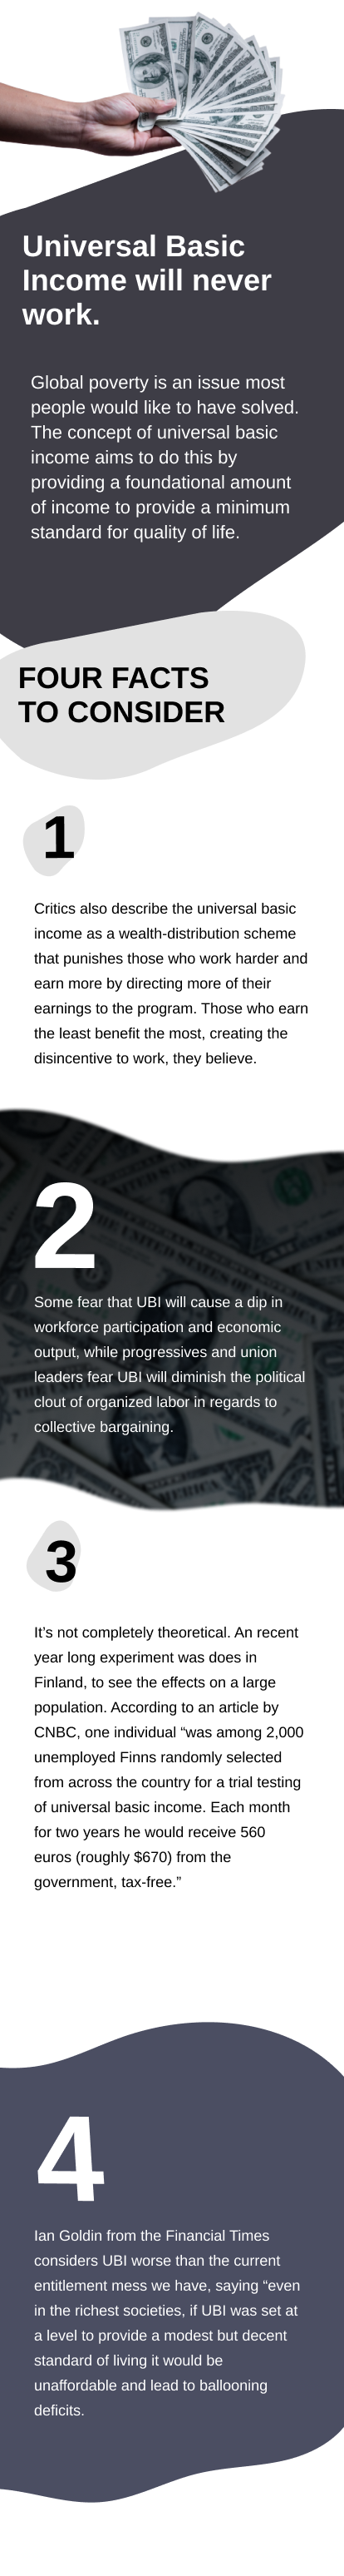 Universal Basic
Income will never
work.
Global poverty is an issue most
people would like to have solved.
The concept of universal basic
income aims to do this by
providing a foundational amount
of income to provide a minimum
standard for quality of life.
FOUR FACTS
TO CONSIDER
1
Critics also describe the universal basic
income as a wealth-distribution scheme
that punishes those who work harder and
earn more by directing more of their
earnings to the program. Those who earn
the least benefit the most, creating the
disincentive to work, they believe.
2
Some fear that UBI will cause a dip in
workforce participation and economic
output, while progressives and union
leaders fear UBI will diminish the political
clout of organized labor in regards to
collective bargaining.
3
It’s not completely theoretical. An recent
year long experiment was does in
Finland, to see the effects on a large
population. According to an article by
CNBC, one individual “was among 2,000
unemployed Finns randomly selected
from across the country for a trial testing
of universal basic income. Each month
for two years he would receive 560
euros (roughly $670) from the
government, tax-free.”
4
Ian Goldin from the Financial Times
considers UBI worse than the current
entitlement mess we have, saying “even
in the richest societies, if UBI was set at
a level to provide a modest but decent
standard of living it would be
unaffordable and lead to ballooning
deficits.